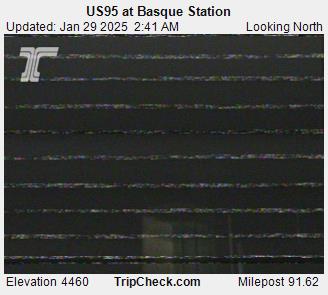 US95 at Basque Station
Updated: Jan 29 2025 2:41 AM Looking North
Elevation 4460 TripCheck.com Milepost 91.62